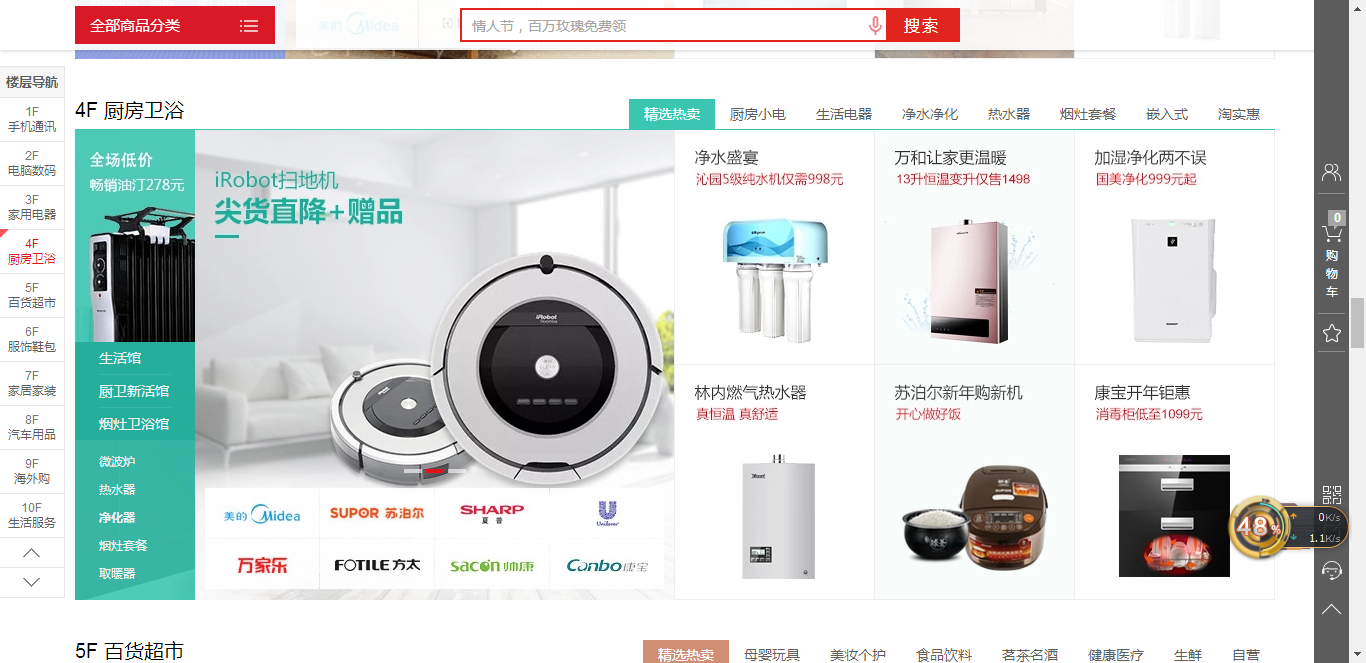 全部商品分类
美的 Midea
情人节，百万玫瑰免费领
搜索
楼层导航
1F
手机通讯
2F
电脑数码
3F
家用电器
4F
厨房卫浴
5F
百货超市
6F
服饰鞋包
7F
家居家装
8F
汽车用品
9F
海外购
10F
生活服务
4F 厨房卫浴
精选热卖 厨房小电 生活电器 净水净化 热水器 烟灶套餐 嵌入式 淘实惠
全场低价
畅销油汀278元
生活馆
厨卫新活馆
烟灶卫浴馆
微波炉
热水器
净化器
烟灶套餐
取暖器
iRobot扫地机
尖货直降+赠品
iRobot
Roomba
美的 Midea
SUPOR 苏泊尔
SHARP
夏普
Unilever
万家乐
FOTILE 方太
sacon 帅康
Canbo 康宝
净水盛宴
沁园5级纯水机仅需998元
万和让家更温暖
13升恒温变升仅售1498
加湿净化两不误
国美净化999元起
林内燃气热水器
真恒温 真舒适
苏泊尔新年购新机
开心做好饭
SUPOR
康宝开年钜惠
消毒柜低至1099元
0
购物车
48%
0K/s
1.1K/s
5F 百货超市
精选热卖 母婴玩具 美妆个护 食品饮料 茗茶名酒 健康医疗 生鲜 自营